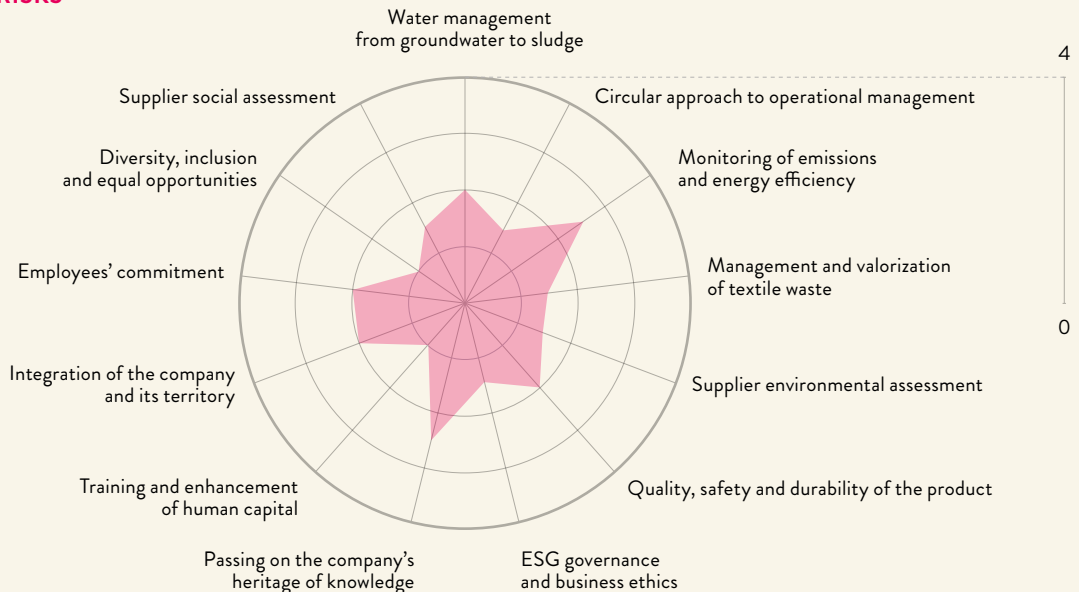 RISKS
Water management
from groundwater to sludge
4
Supplier social assessment
Circular approach to operational management
Diversity, inclusion
and equal opportunities
Monitoring of emissions
and energy efficiency
Employees’ commitment
Management and valorization
of textile waste
0
Integration of the company
and its territory
Supplier environmental assessment
Training and enhancement
of human capital
Quality, safety and durability of the product
Passing on the company’s
heritage of knowledge
ESG governance
and business ethics